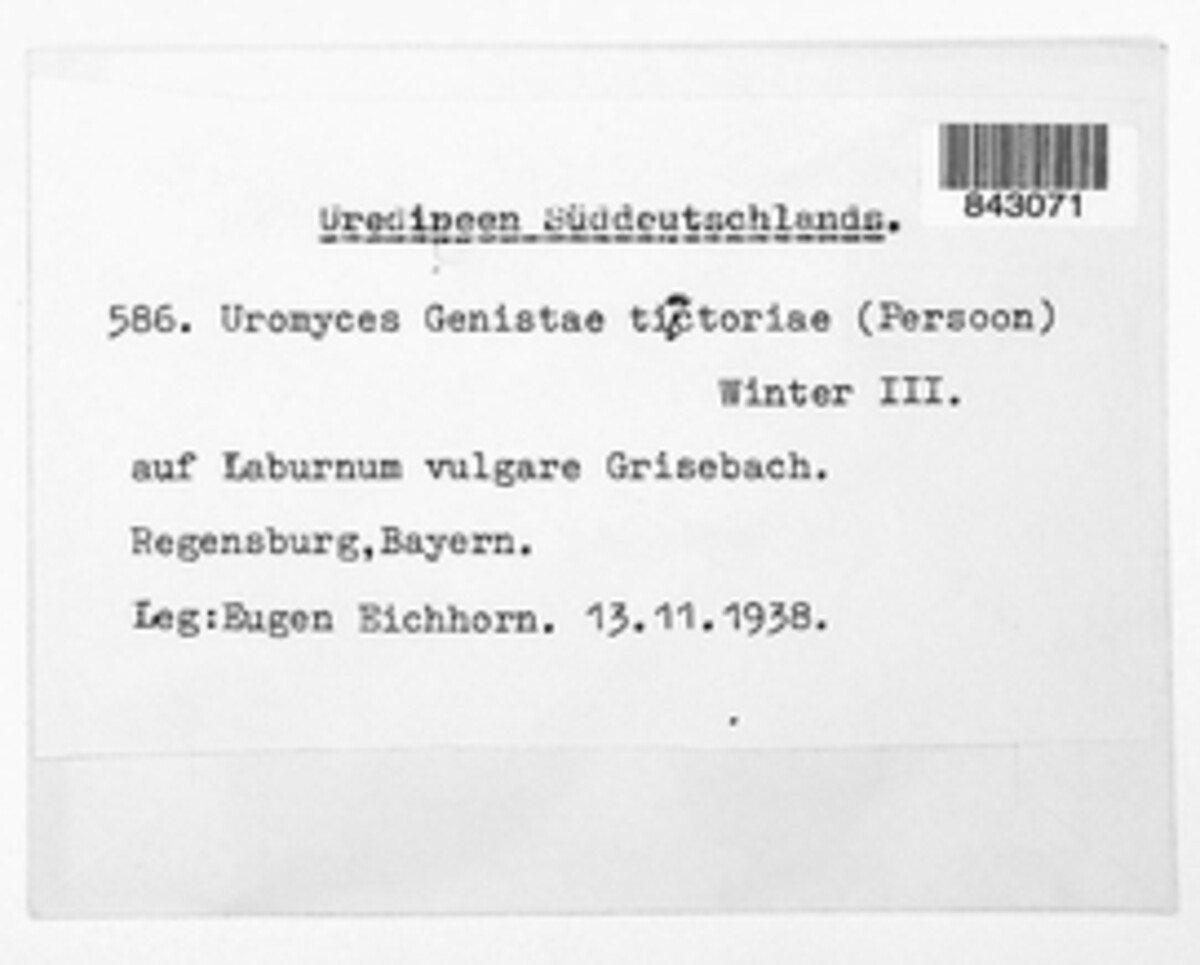 843071
Uredineen Süddeutschlands.
586. Uromyces Genistae tictoriae (Persoon)
Winter III.
auf Laburnum vulgare Grisebach.
Regensburg,Bayern.
Leg:Eugen Eichhorn. 13.11.1938.